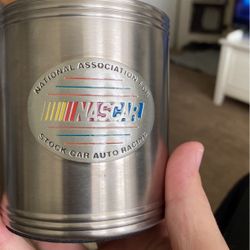 NATIONAL ASSOCIATION FOR
NASCAR
STOCK CAR AUTO RACING